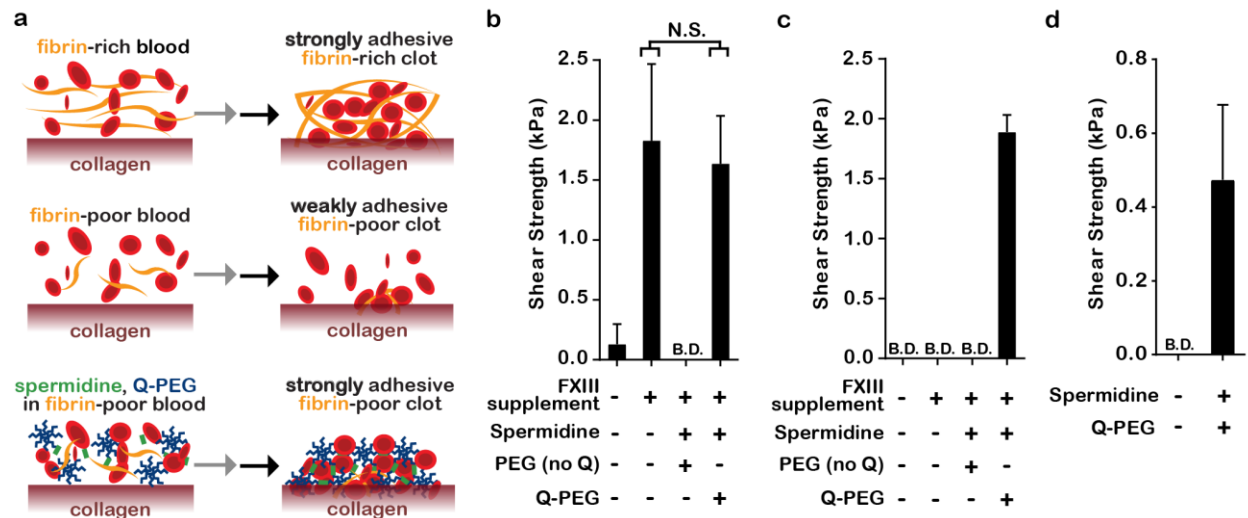 a
fibrin-rich blood
strongly adhesive
fibrin-rich clot
collagen
collagen
fibrin-poor blood
weakly adhesive
fibrin-poor clot
collagen
collagen
spermidine, Q-PEG
in fibrin-poor blood
strongly adhesive
fibrin-poor clot
collagen
collagen
b
N.S.
Shear Strength (kPa)
2.5
2.0
1.5
1.0
0.5
0.0
B.D.
FXIII
supplement - + + +
Spermidine - - + +
PEG (no Q) - - + -
Q-PEG - - - +
c
Shear Strength (kPa)
2.5
2.0
1.5
1.0
0.5
0.0
B.D. B.D. B.D.
FXIII
supplement - + + +
Spermidine - - + +
PEG (no Q) - - + -
Q-PEG - - - +
d
Shear Strength (kPa)
0.8
0.6
0.4
0.2
0.0
B.D.
Spermidine - +
Q-PEG - +